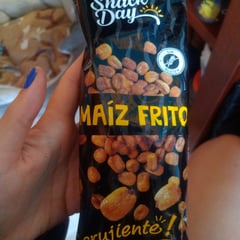 Snack
Day
MAÍZ FRITO
crujiente!